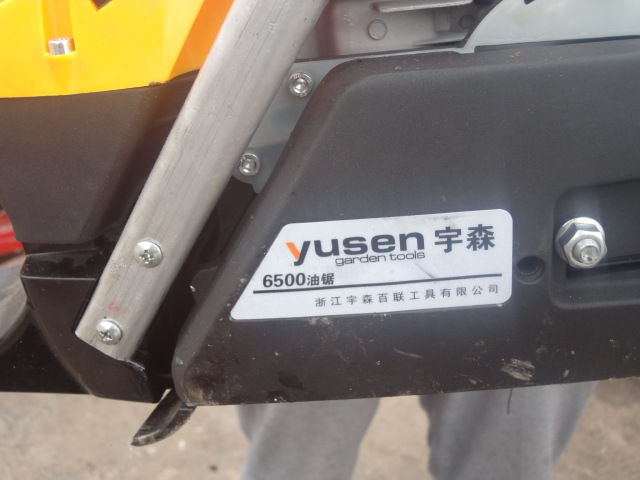 yusen 宇森
garden tools
6500油锯
浙江宇森百联工具有限公司